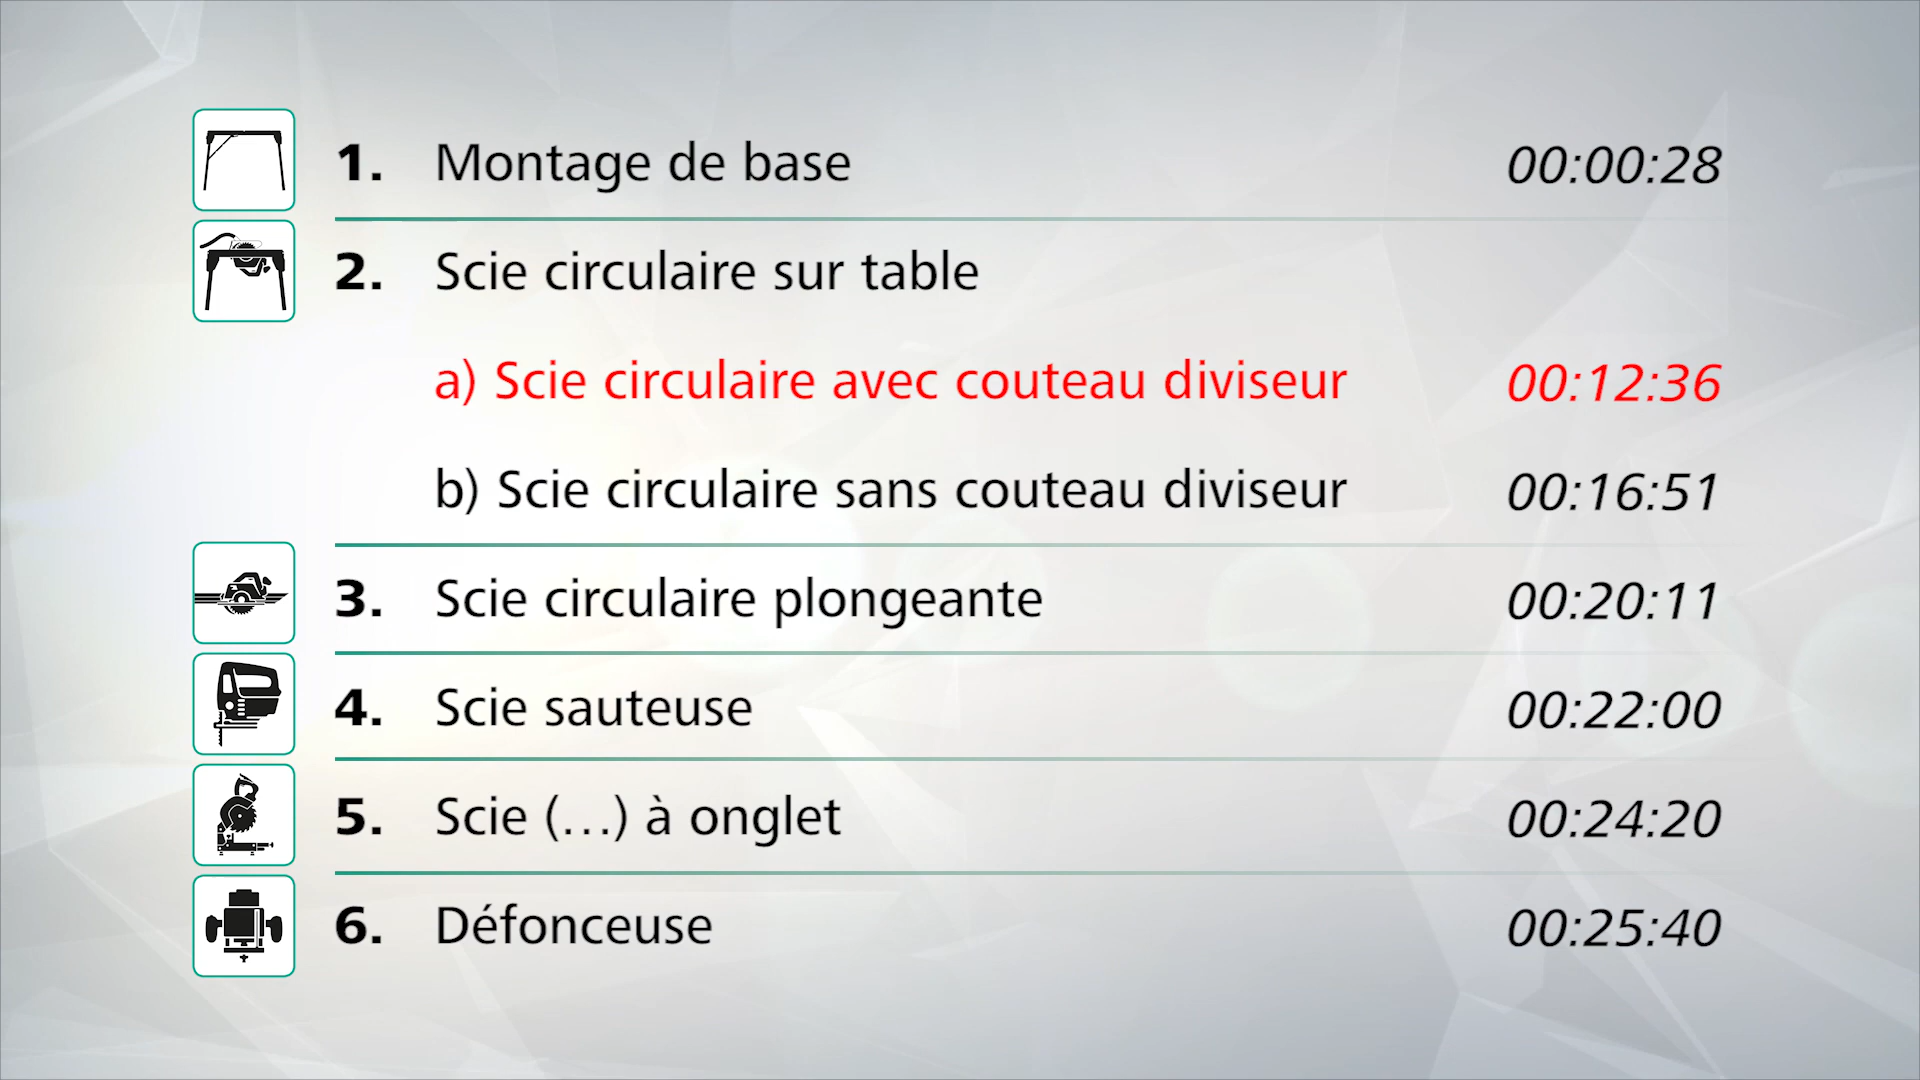 1. Montage de base 00:00:28
2. Scie circulaire sur table
a) Scie circulaire avec couteau diviseur 00:12:36
b) Scie circulaire sans couteau diviseur 00:16:51
3. Scie circulaire plongeante 00:20:11
4. Scie sauteuse 00:22:00
5. Scie (...) à onglet 00:24:20
6. Défonceuse 00:25:40